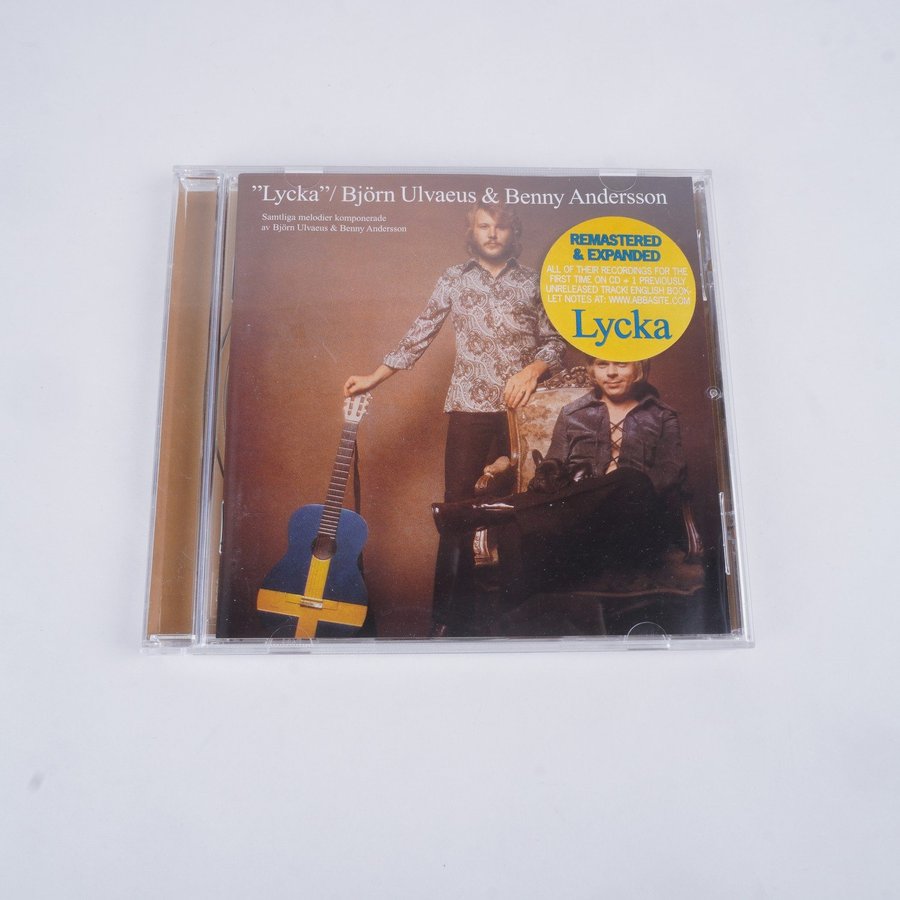 ”Lycka”/ Björn Ulvaeus & Benny Andersson
Samtliga melodier komponerade
av Björn Ulvaeus & Benny Andersson
REMASTERED
& EXPANDED
ALL OF THEIR RECORDINGS FOR THE
FIRST TIME ON CD + 1 PREVIOUSLY
UNRELEASED TRACK! ENGLISH BOOK-
LET NOTES AT: WWW.ABBASITE.COM
Lycka